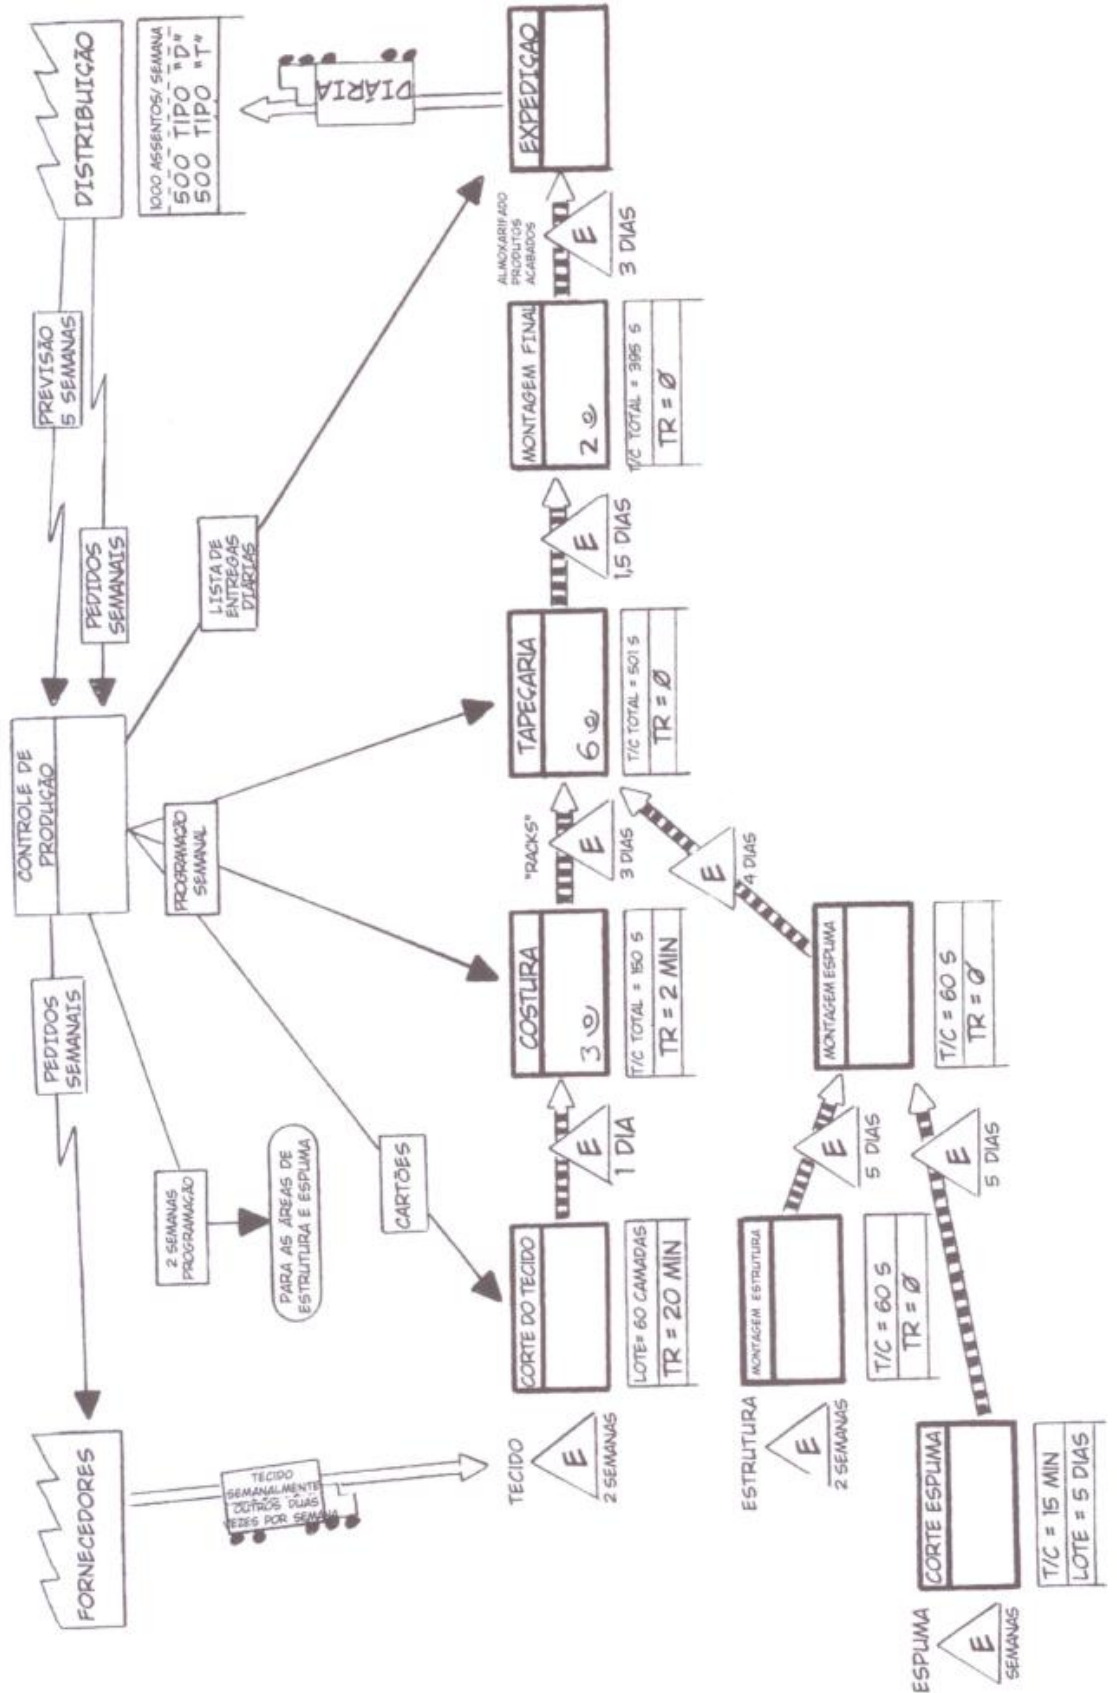 FORNECEDORES
PEDIDOS
SEMANAIS
CONTROLE DE
PRODUÇÃO
PREVISÃO
5 SEMANAS
PEDIDOS
SEMANAIS
DISTRIBUIÇÃO
1000 ASSENTOS/ SEMANA
500 TIPO "D"
500 TIPO "T"
DIÁRIA
TECIDO
SEMANALMENTE
OUTROS DUAS
VEZES POR SEMANA
2 SEMANAS
PROGRAMAÇÃO
PARA AS ÁREAS DE
ESTRUTURA E ESPUMA
CARTÕES
PROGRAMAÇÃO
SEMANAL
LISTA DE
ENTREGAS
DIÁRIAS
TECIDO
E
2 SEMANAS
CORTE DO TECIDO
LOTE= 60 CAMADAS
TR = 20 MIN
E
1 DIA
COSTURA
3
T/C TOTAL = 150 S
TR = 2 MIN
"RACKS"
E
3 DIAS
TAPEÇARIA
6
T/C TOTAL = 501 S
TR = Ø
E
1,5 DIAS
MONTAGEM FINAL
2
T/C TOTAL = 395 S
TR = Ø
ALMOXARIFADO
PRODUTOS
ACABADOS
E
3 DIAS
EXPEDIÇAO
ESTRUTURA
E
2 SEMANAS
MONTAGEM ESTRUTURA
T/C = 60 S
TR = Ø
E
5 DIAS
MONTAGEM ESPUMA
T/C = 60 S
TR = Ø
E
4 DIAS
ESPUMA
E
SEMANAS
CORTE ESPUMA
T/C = 15 MIN
LOTE = 5 DIAS
E
5 DIAS